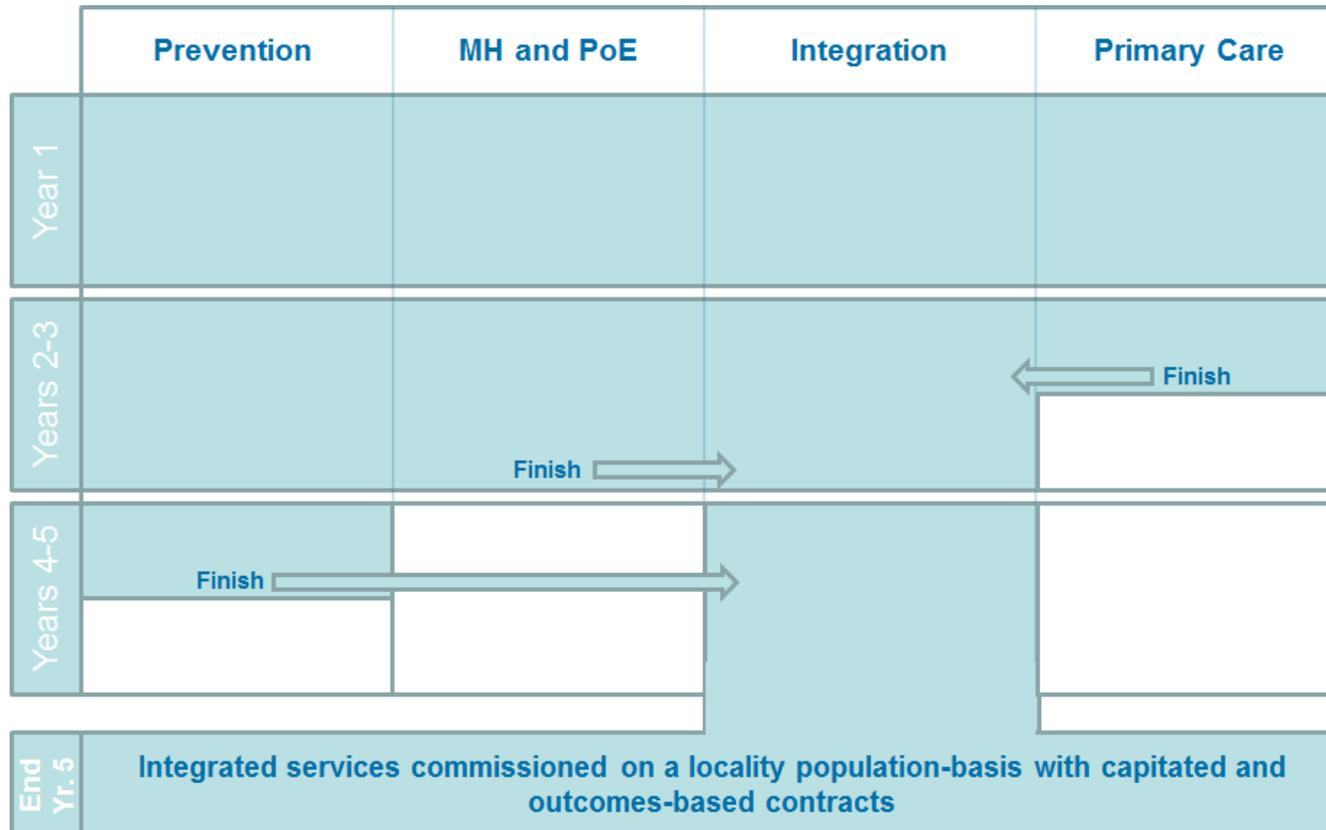 Prevention
MH and PoE
Integration
Primary Care
Year 1
Years 2-3
Finish
Finish
Years 4-5
Finish
End
Yr. 5
Integrated services commissioned on a locality population-basis with capitated and
outcomes-based contracts